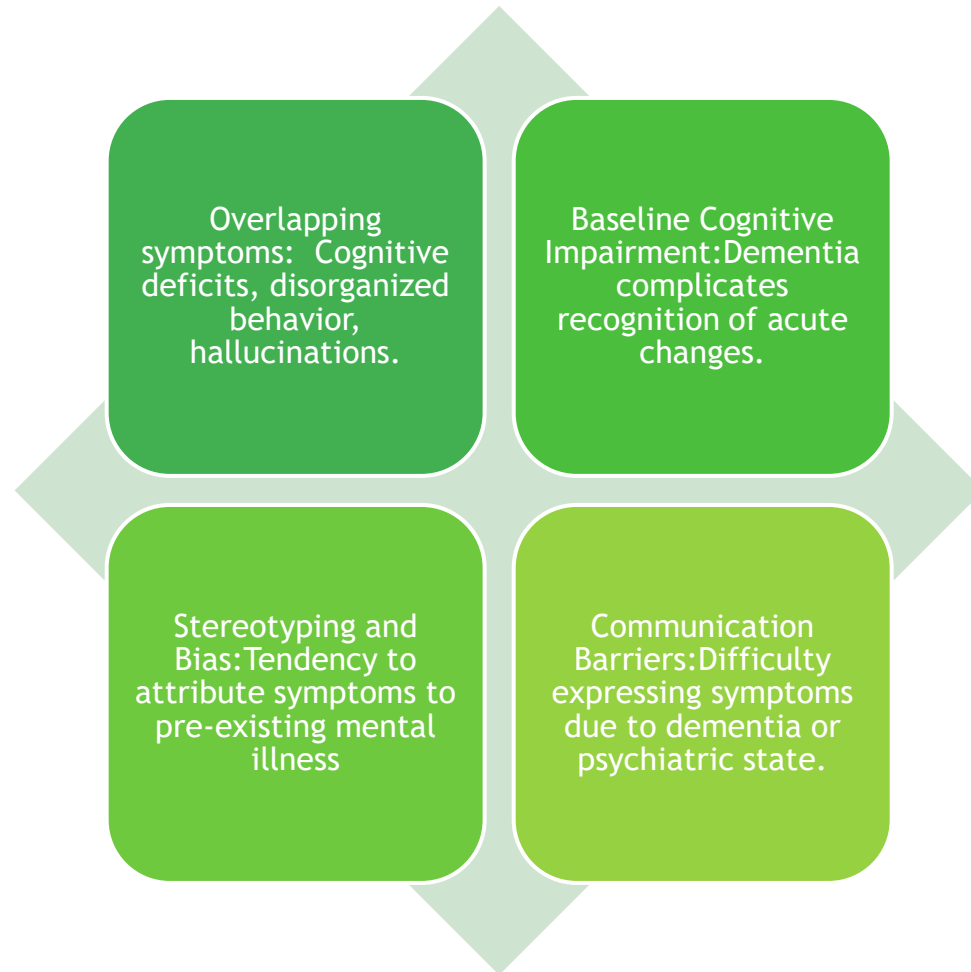 Overlapping
symptoms:  Cognitive
deficits, disorganized
behavior,
hallucinations.
Baseline Cognitive
Impairment:Dementia
complicates
recognition of acute
changes.
Stereotyping and
Bias:Tendency to
attribute symptoms to
pre-existing mental
illness
Communication
Barriers:Difficulty
expressing symptoms
due to dementia or
psychiatric state.